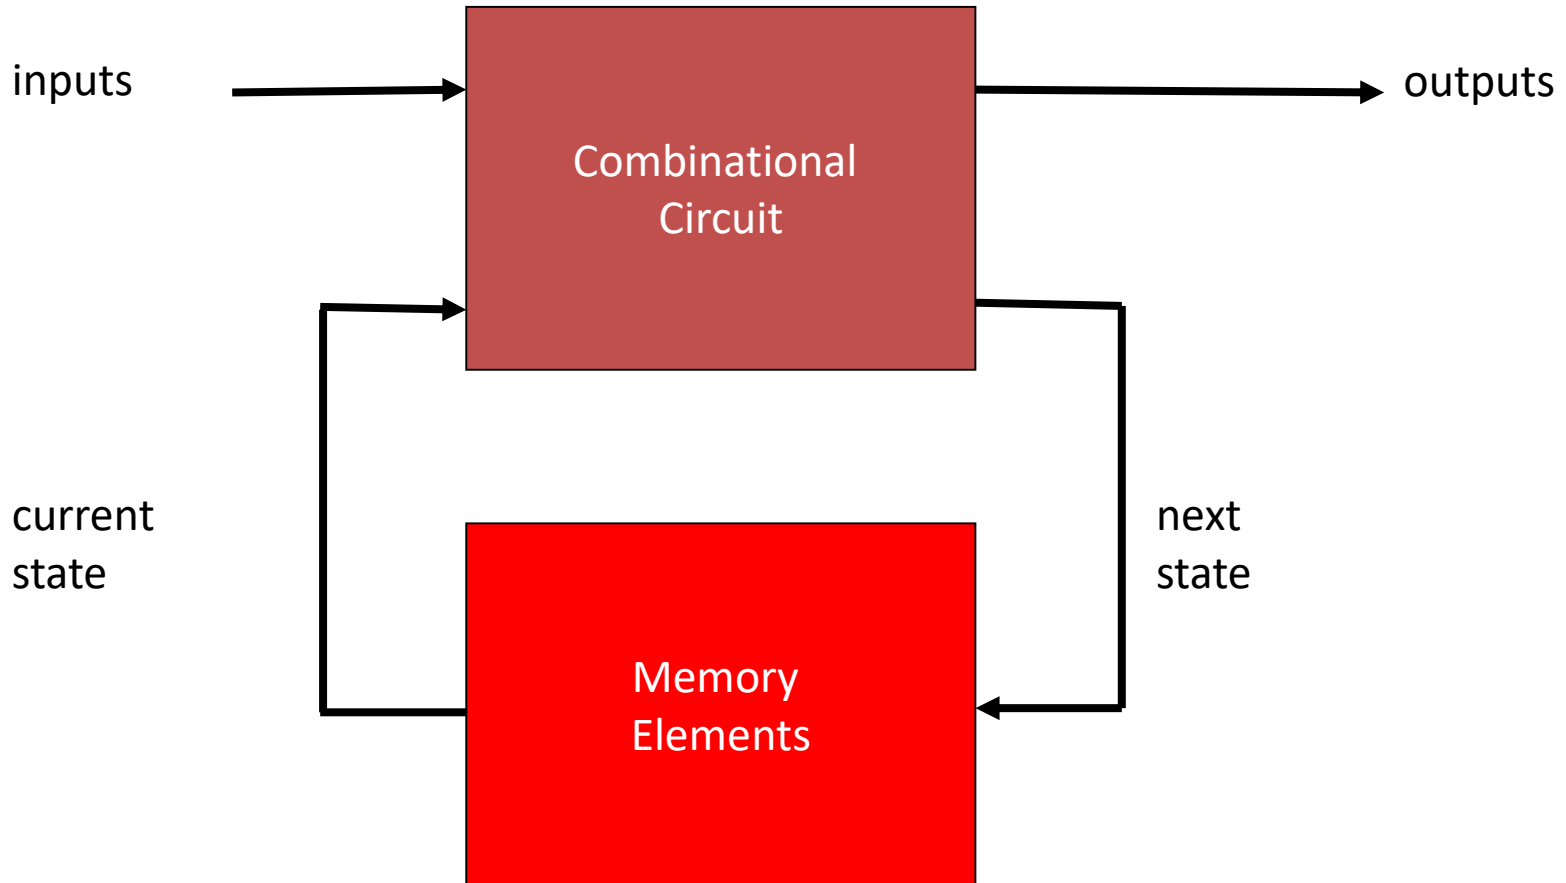 inputs
outputs
Combinational
Circuit
current
state
next
state
Memory
Elements